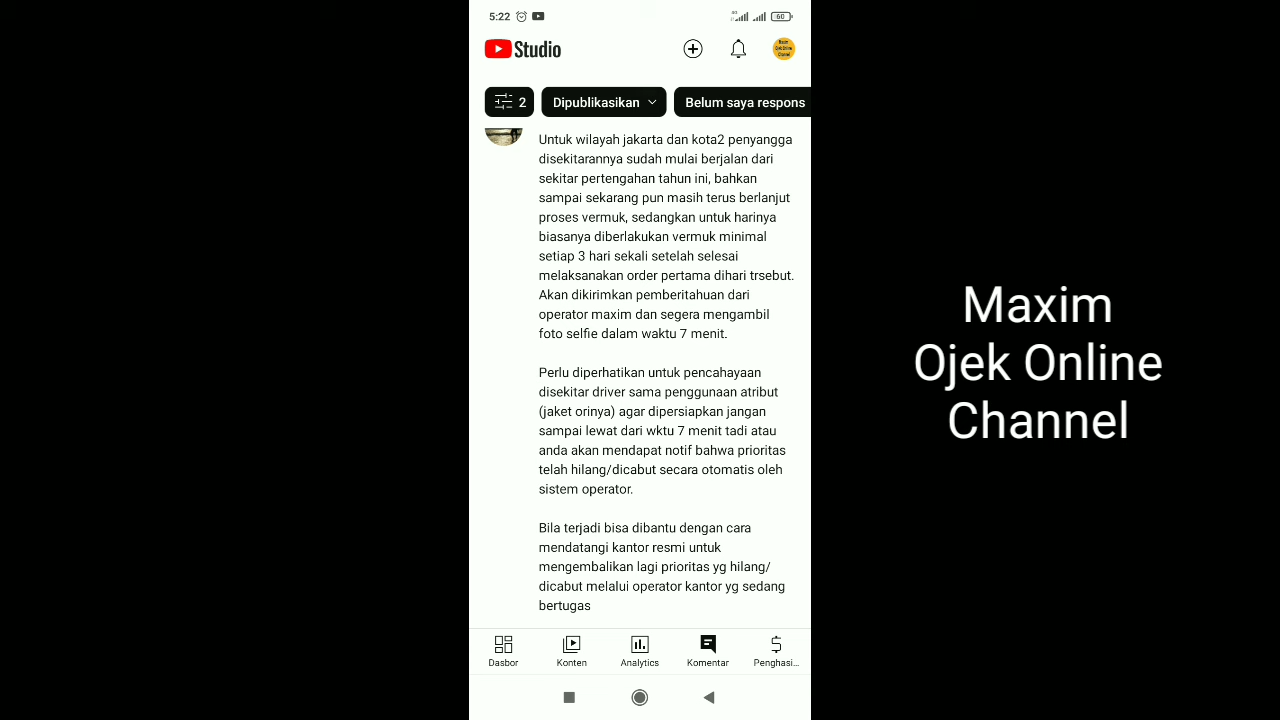 5:22
4G
60
Studio
Maxim
Ojek Online
Channel
2
Dipublikasikan
Belum saya respons
Untuk wilayah jakarta dan kota2 penyangga
disekitarannya sudah mulai berjalan dari
sekitar pertengahan tahun ini, bahkan
sampai sekarang pun masih terus berlanjut
proses vermuk, sedangkan untuk harinya
biasanya diberlakukan vermuk minimal
setiap 3 hari sekali setelah selesai
melaksanakan order pertama dihari trsebut.
Akan dikirimkan pemberitahuan dari
operator maxim dan segera mengambil
foto selfie dalam waktu 7 menit.
Perlu diperhatikan untuk pencahayaan
disekitar driver sama penggunaan atribut
(jaket orinya) agar dipersiapkan jangan
sampai lewat dari wktu 7 menit tadi atau
anda akan mendapat notif bahwa prioritas
telah hilang/dicabut secara otomatis oleh
sistem operator.
Bila terjadi bisa dibantu dengan cara
mendatangi kantor resmi untuk
mengembalikan lagi prioritas yg hilang/
dicabut melalui operator kantor yg sedang
bertugas
Dasbor
Konten
Analytics
Komentar
Penghasi...
Maxim
Ojek Online
Channel